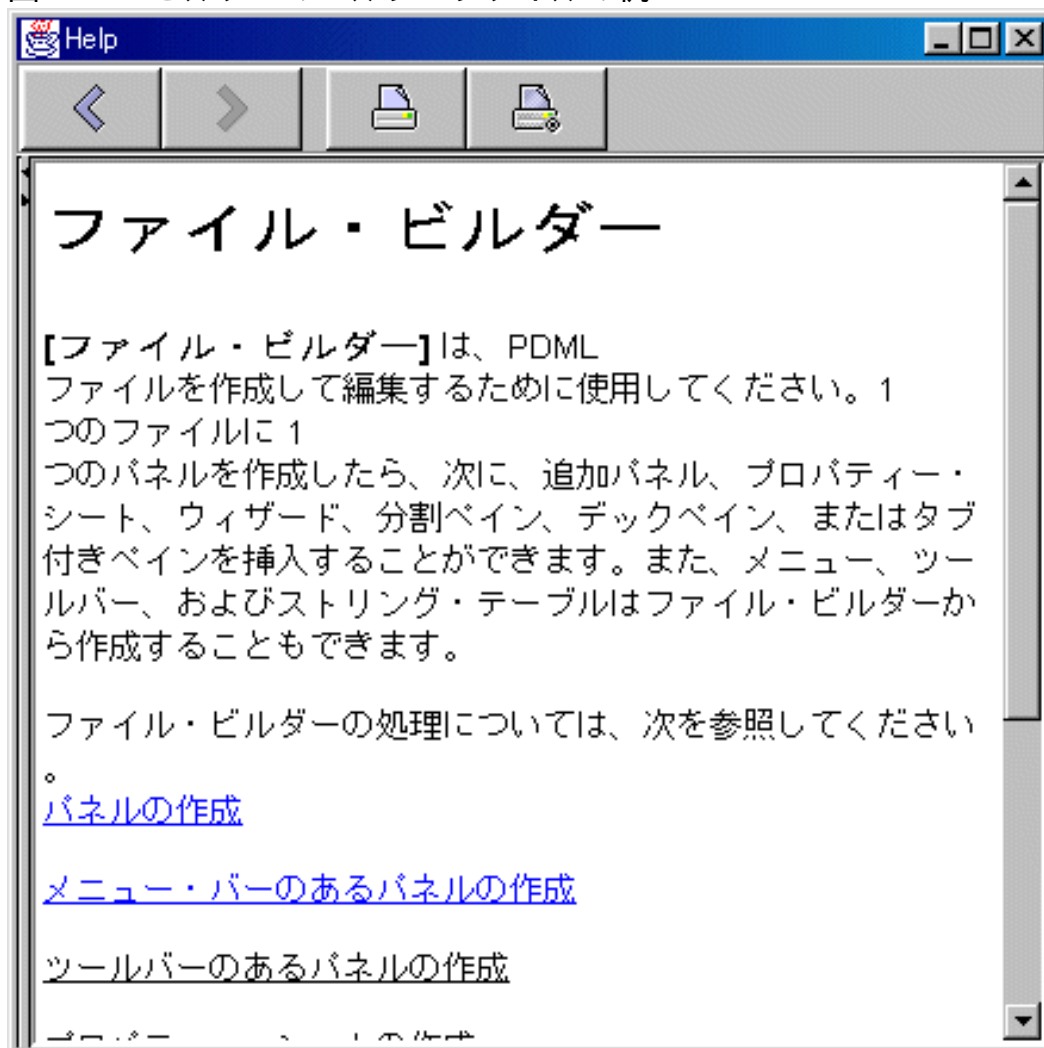 Help
ファイル・ビルダー
[ファイル・ビルダー] は、PDML
ファイルを作成して編集するために使用してください。1
つのファイルに 1
つのパネルを作成したら、次に、追加パネル、プロパティー・
シート、ウィザード、分割ペイン、デックペイン、またはタブ
付きペインを挿入することができます。また、メニュー、ツー
ルバー、およびストリング・テーブルはファイル・ビルダーか
ら作成することもできます。
ファイル・ビルダーの処理については、次を参照してください
。
パネルの作成
メニュー・バーのあるパネルの作成
ツールバーのあるパネルの作成